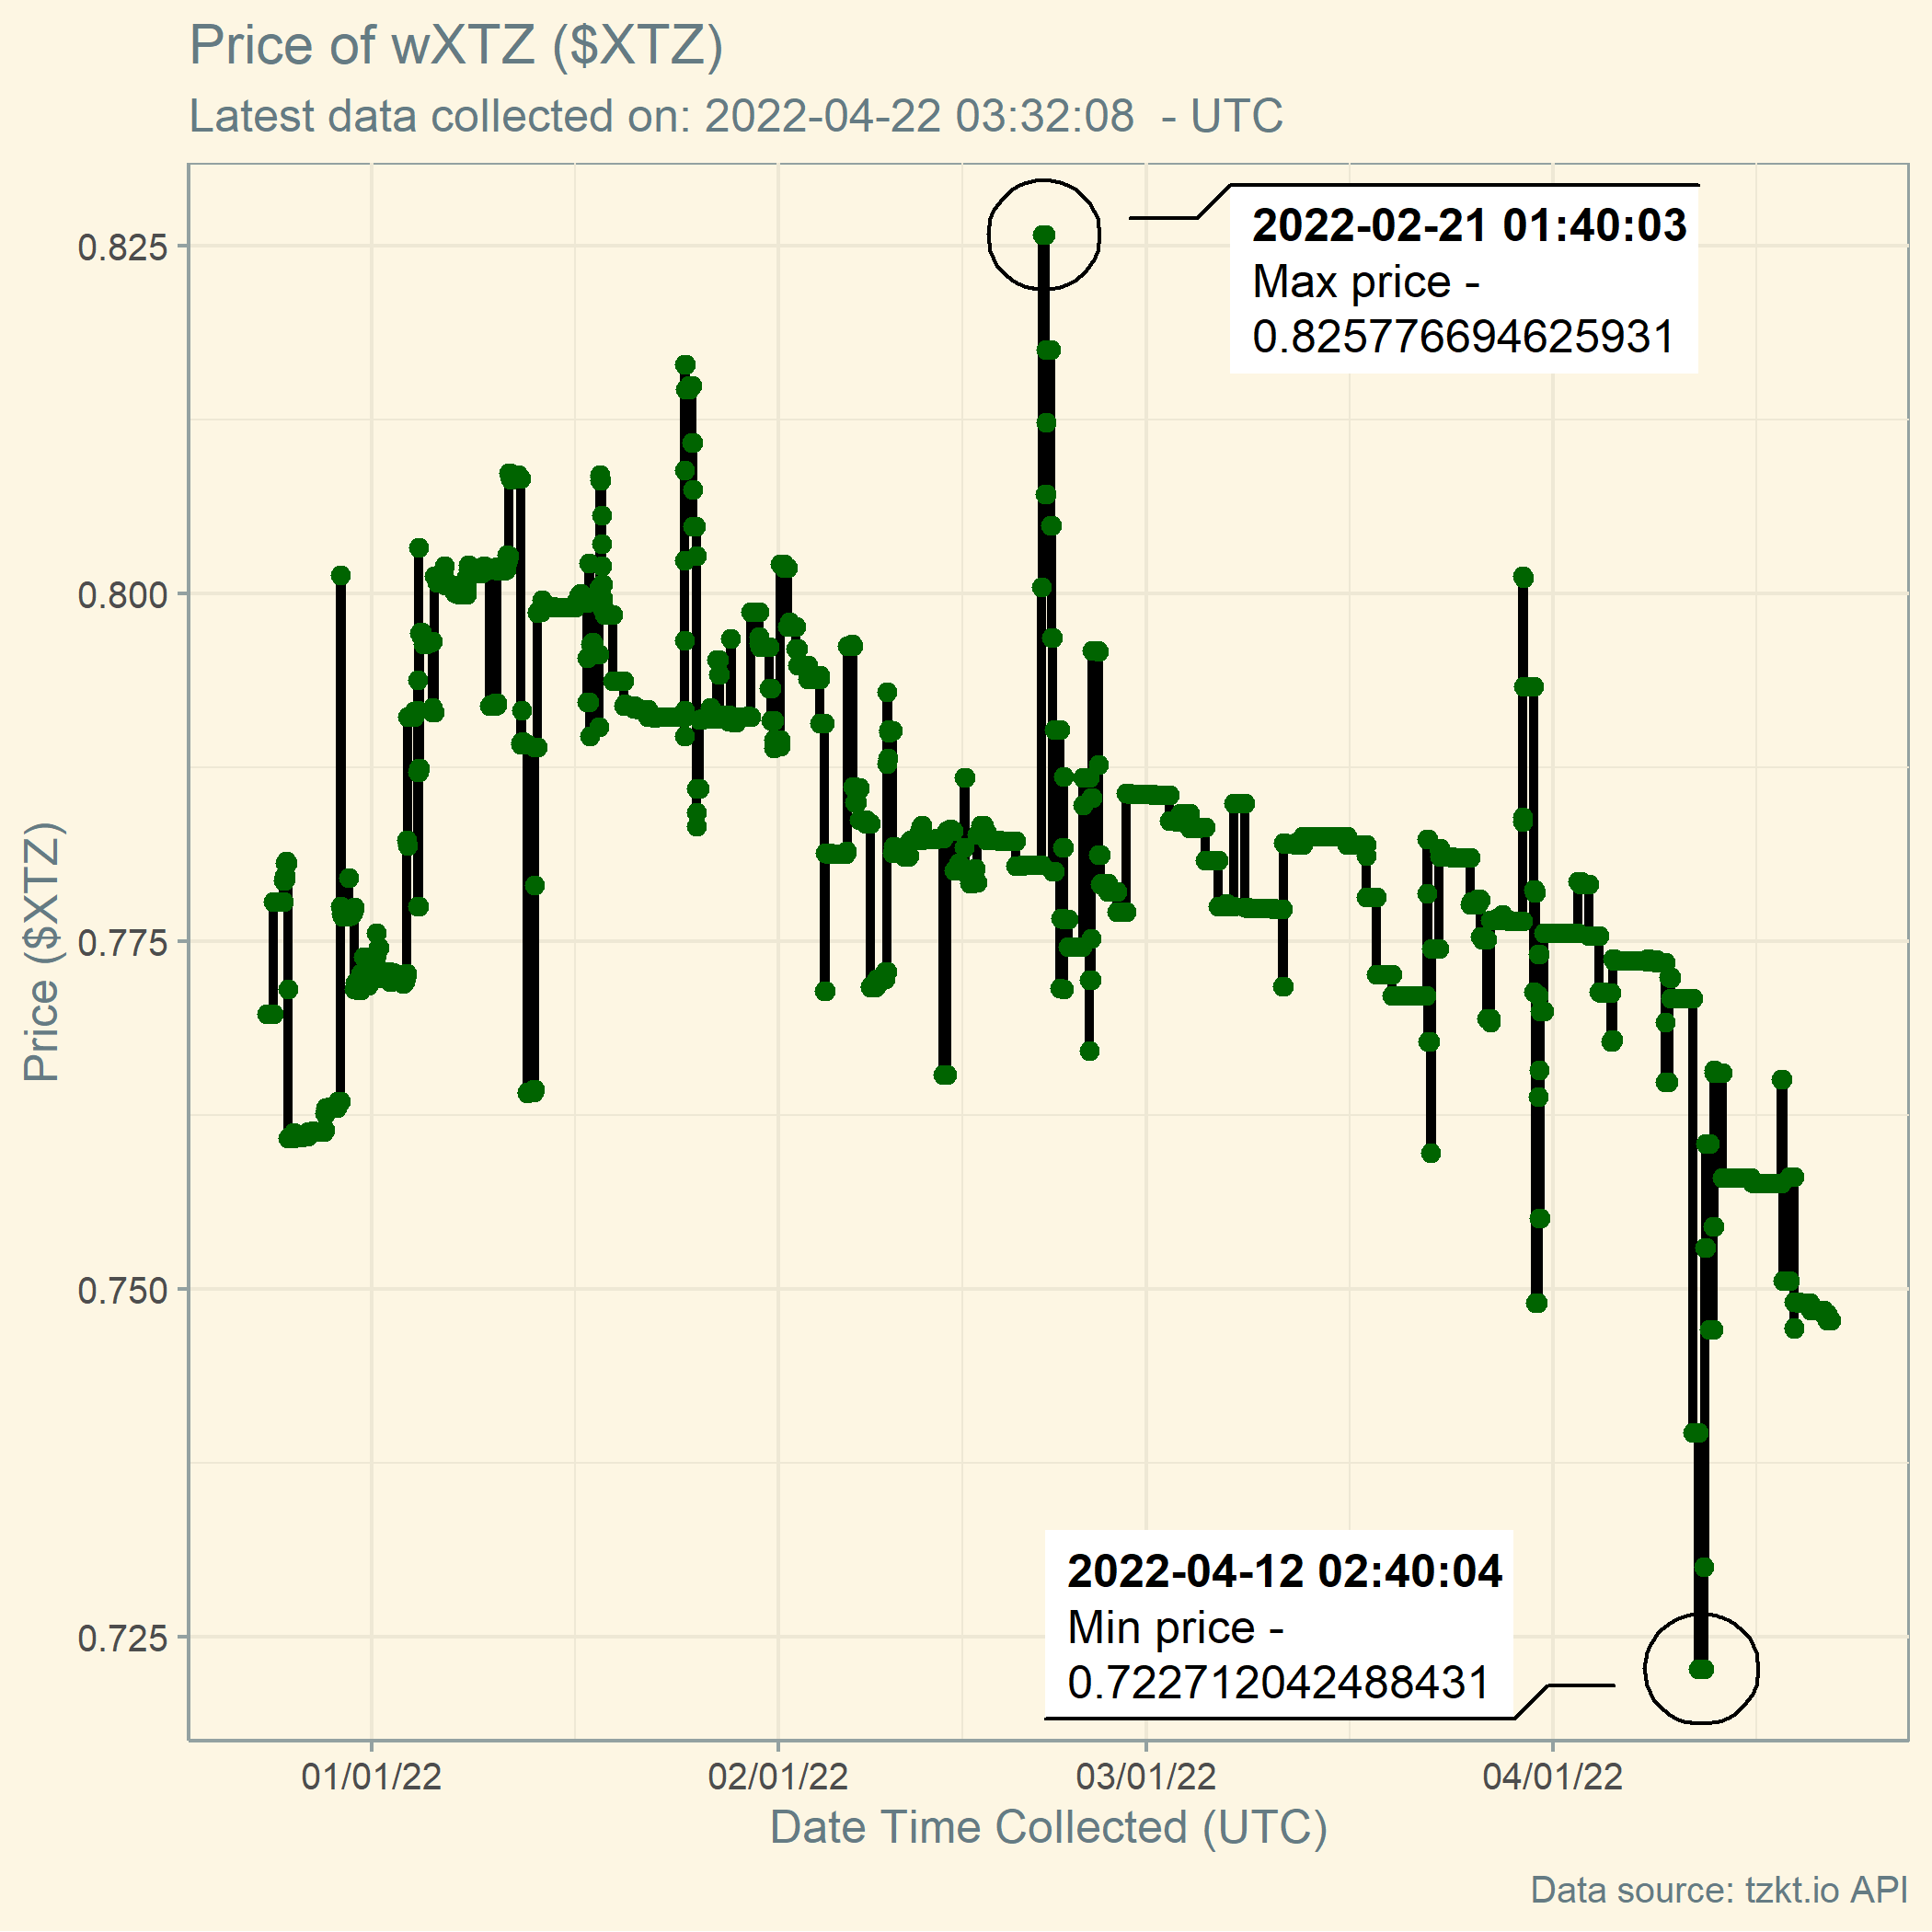 Price of wXTZ ($XTZ)
Latest data collected on: 2022-04-22 03:32:08  - UTC
2022-02-21 01:40:03
Max price -
0.825776694625931
0.825
0.800
0.775
0.750
0.725
Price ($XTZ)
2022-04-12 02:40:04
Min price -
0.722712042488431
01/01/22
02/01/22
03/01/22
04/01/22
Date Time Collected (UTC)
Data source: tzkt.io API